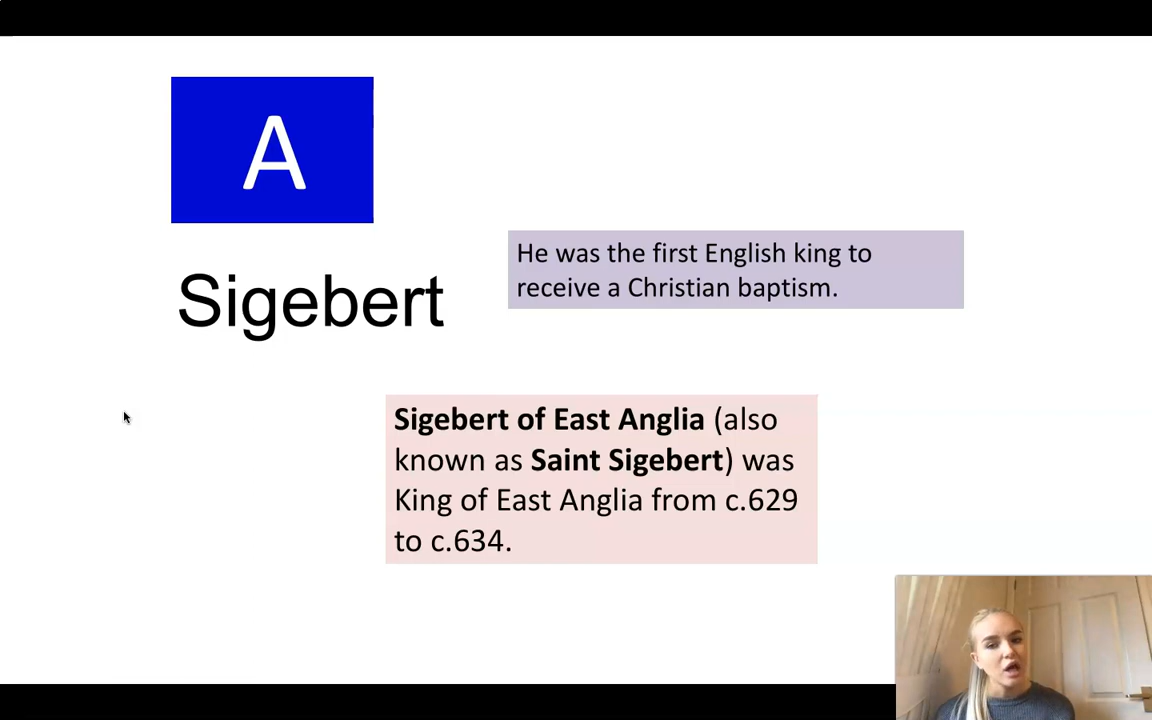 A
Sigebert
He was the first English king to
receive a Christian baptism.
Sigebert of East Anglia (also
known as Saint Sigebert) was
King of East Anglia from c.629
to c.634.